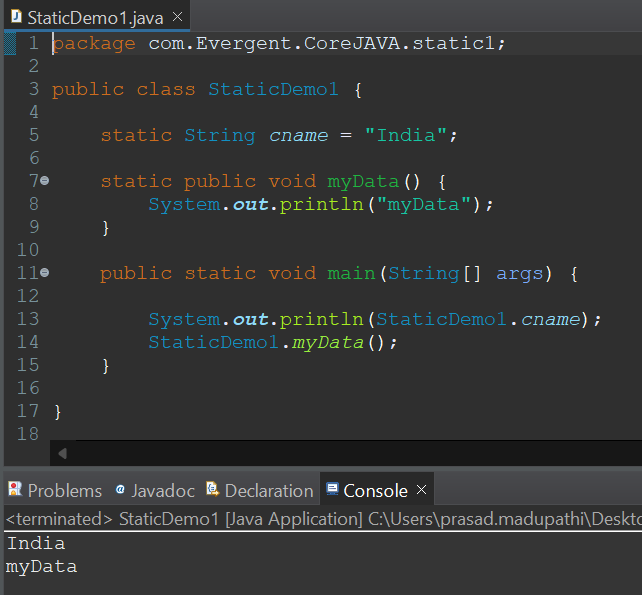 StaticDemo1.java
1 package com.Evergent.CoreJAVA.static1;
2
3 public class StaticDemo1 {
4
5     static String cname = "India";
6
7     static public void myData() {
8         System.out.println("myData");
9     }
10
11     public static void main(String[] args) {
12
13         System.out.println(StaticDemo1.cname);
14         StaticDemo1.myData();
15     }
16
17 }
18
Problems @ Javadoc Declaration Console
<terminated> StaticDemo1 [Java Application] C:\Users\prasad.madupathi\Deskto
India
myData